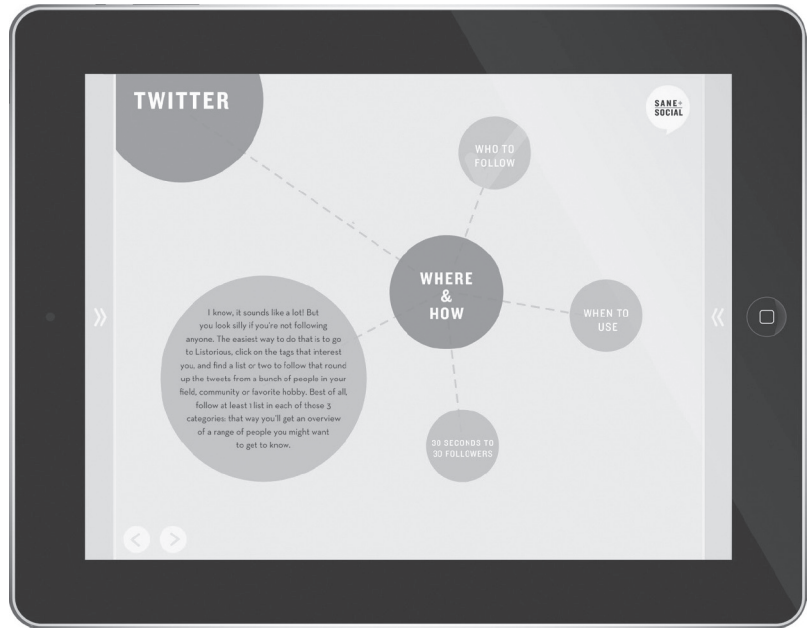 TWITTER
SANE+
SOCIAL
WHO TO
FOLLOW
WHERE
&
HOW
WHEN TO
USE
I know, it sounds like a lot! But
you look silly if you're not following
anyone. The easiest way to do that is to go
to Listorious, click on the tags that interest
you, and find a list or two to follow that round
up the tweets from a bunch of people in your
field, community or favorite hobby. Best of all,
follow at least 1 list in each of those 3
categories: that way you'll get an overview
of a range of people you might want
to get to know.
30 SECONDS TO
30 FOLLOWERS